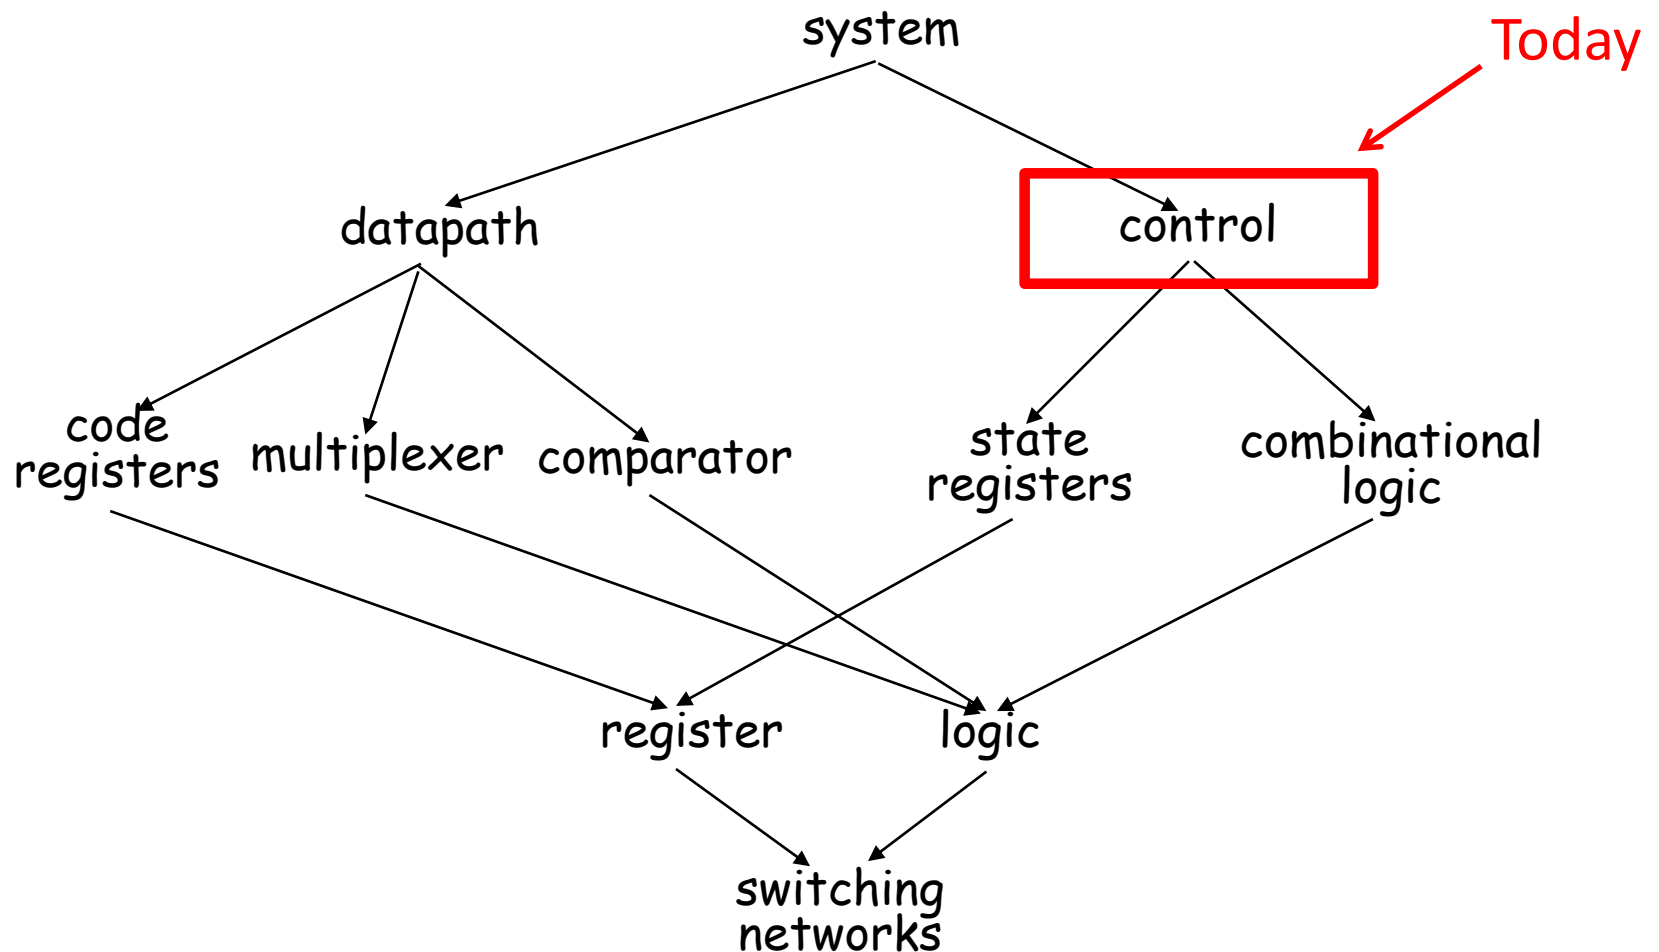 system
Today
datapath
control
code
registers
multiplexer
comparator
state
registers
combinational
logic
register
logic
switching
networks